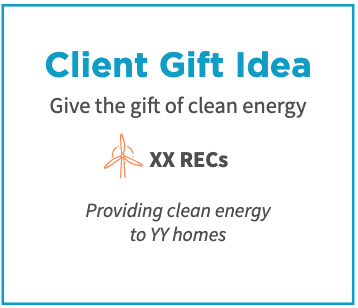 Client Gift Idea
Give the gift of clean energy
XX RECs
Providing clean energy
to YY homes